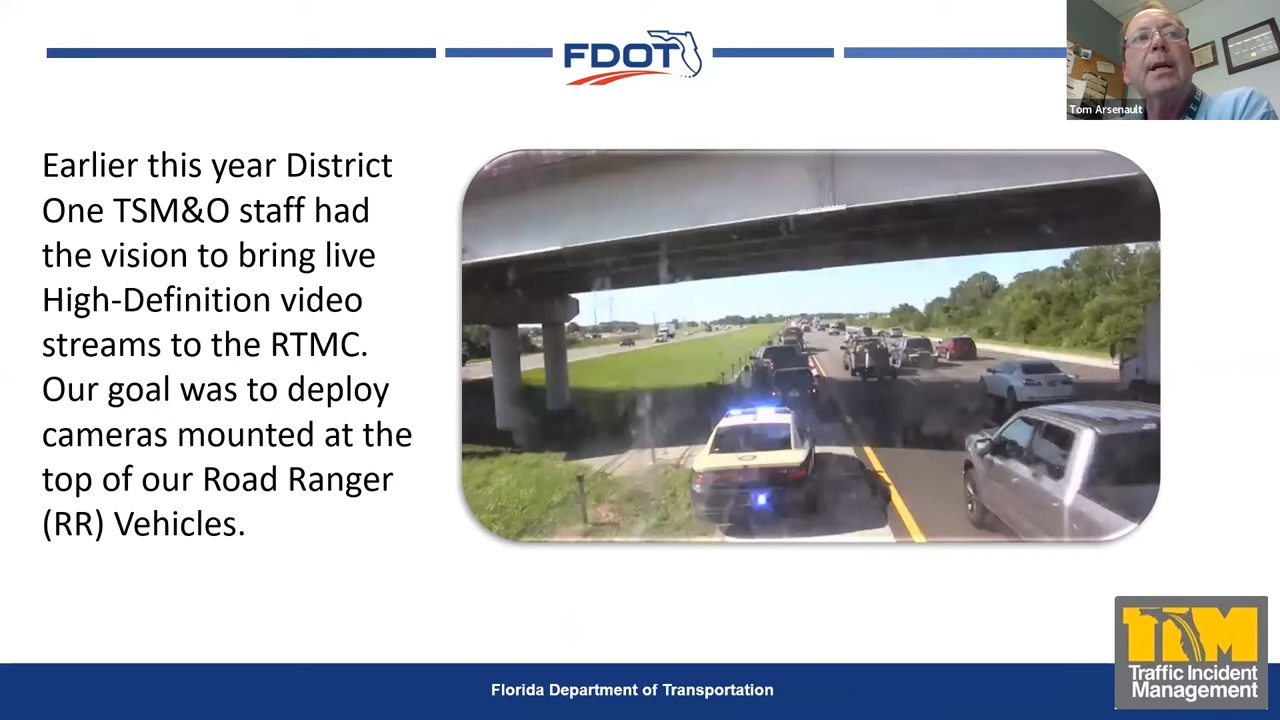 FDOT
Tom Arsenault
Earlier this year District
One TSM&O staff had
the vision to bring live
High-Definition video
streams to the RTMC.
Our goal was to deploy
cameras mounted at the
top of our Road Ranger
(RR) Vehicles.
TIM
Traffic Incident
Management
Florida Department of Transportation